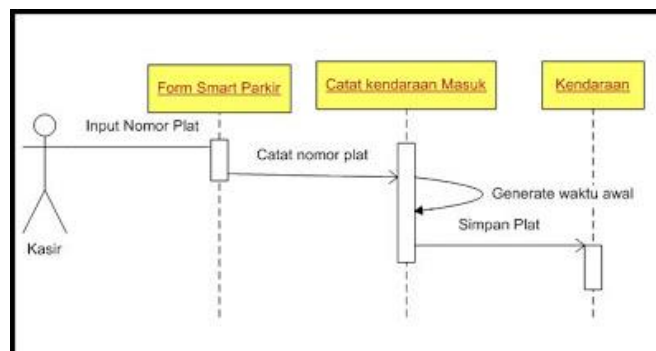 Form Smart Parkir
Catat kendaraan Masuk
Kendaraan
Input Nomor Plat
Catat nomor plat
Generate waktu awal
Simpan Plat
Kasir